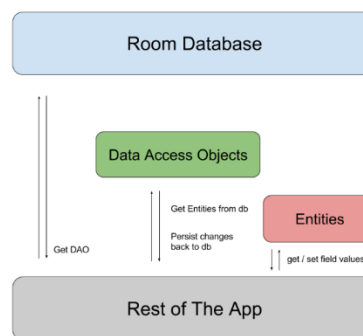 Room Database
Data Access Objects
Get Entities from db
Entities
Persist changes
back to db
Get DAO
get / set field values
Rest of The App